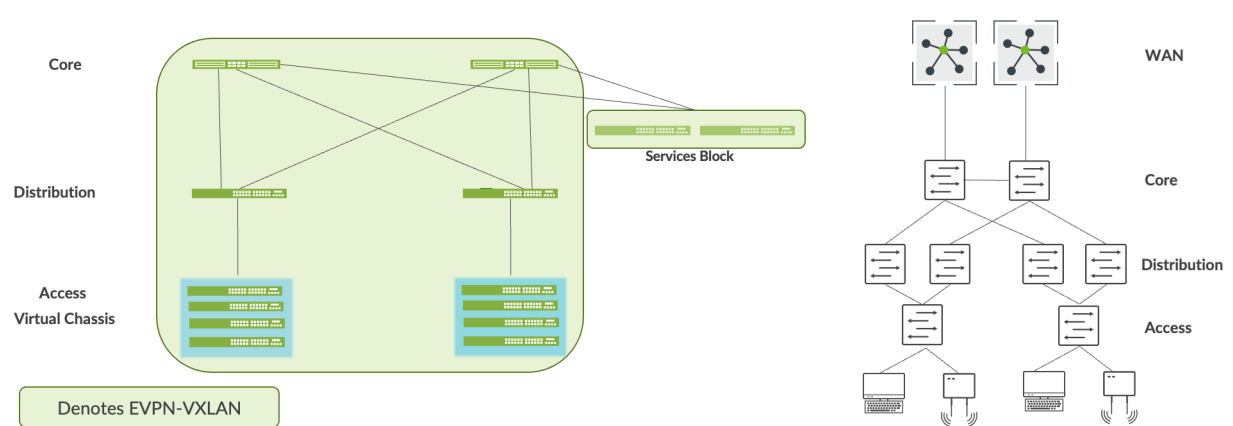 Core
Services Block
Distribution
Access
Virtual Chassis
Denotes EVPN-VXLAN
WAN
Core
Distribution
Access